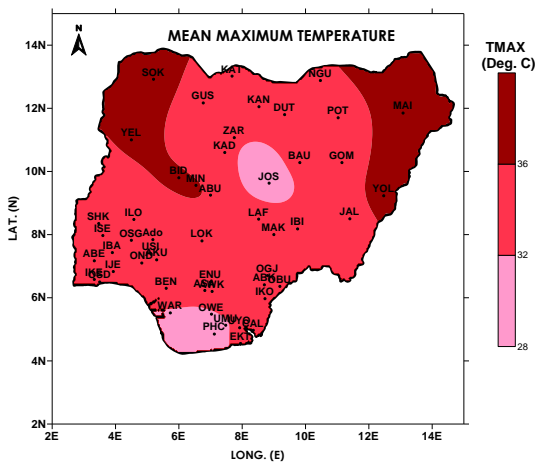 MEAN MAXIMUM TEMPERATURE
N
TMAX
(Deg. C)
14N
12N
10N
8N
6N
4N
2N
LAT. (N)
SOK
KAT
NGU
GUS
KAN
DUT
POT
MAI
YEL
ZAR
KAD
BAU
GOM
BID
MIN
ABU
JOS
YOL
SHK
ILO
LAF
JAL
ISE
OSG
Ado
LOK
MAK
IBI
IBA
USI
AKU
ABE
OND
IJE
ENU
OGJ
IKE
BEN
ASA
AWK
ABK
OBU
IKO
WAR
OWE
UMU
UYO
CAL
PHC
EKT
36
32
28
2E
4E
6E
8E
10E
12E
14E
LONG. (E)